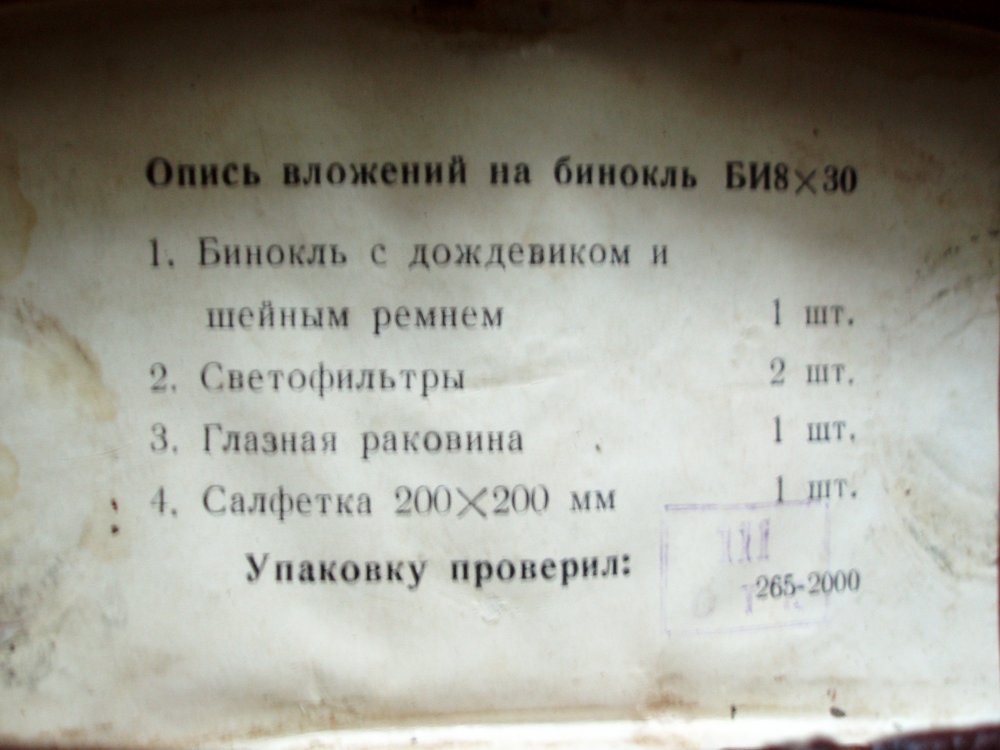 Опись вложений на бинокль БИ8×30
1. Бинокль с дождевиком и
шейным ремнем 1 шт.
2. Светофильтры 2 шт.
3. Глазная раковина 1 шт.
4. Салфетка 200×200 мм 1 шт.
Упаковку проверил:
265-2000